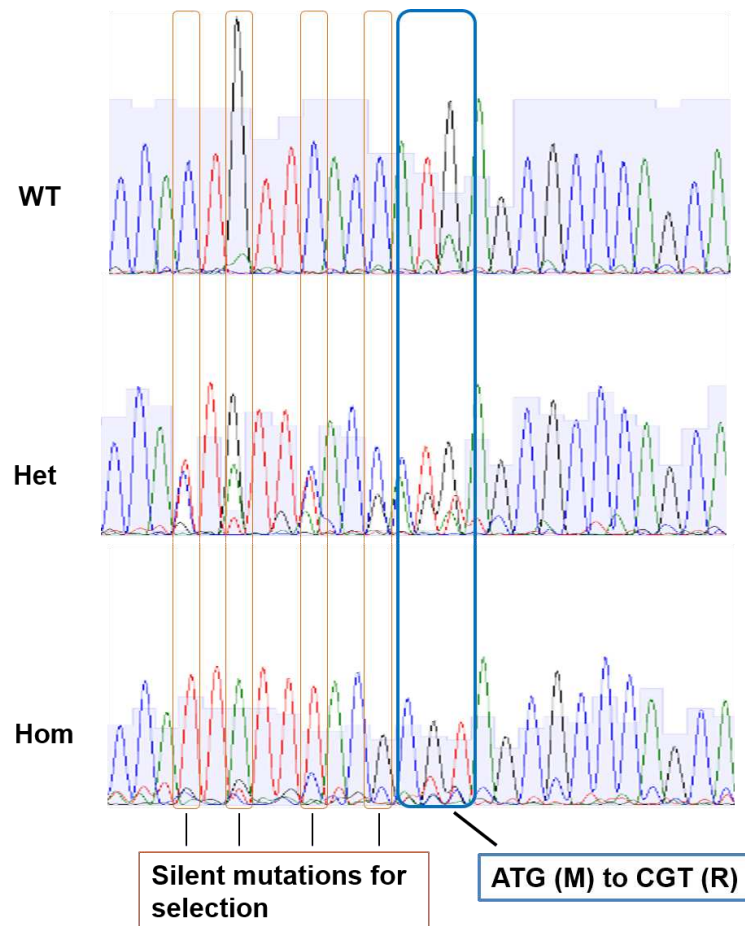 WT
Het
Hom
Silent mutations for
selection
ATG (M) to CGT (R)